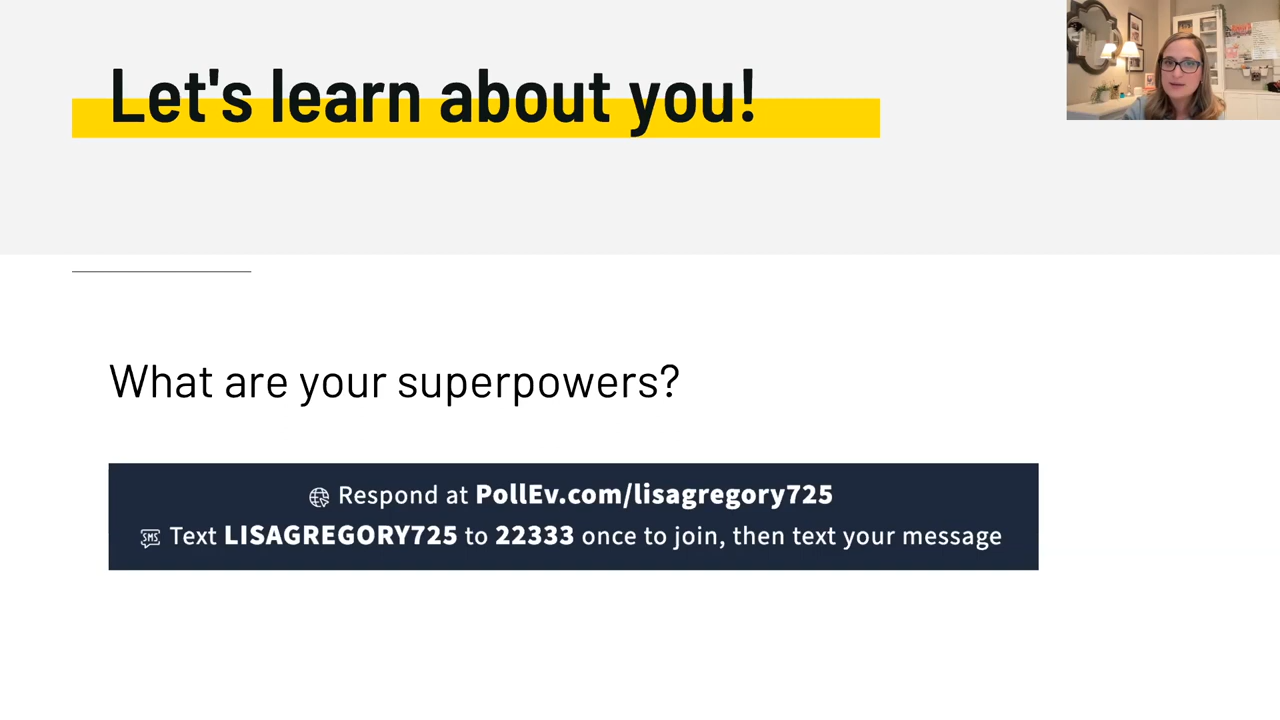 Let's learn about you!
What are your superpowers?
Respond at PollEv.com/lisagregory725
SMS Text LISAGREGORY725 to 22333 once to join, then text your message